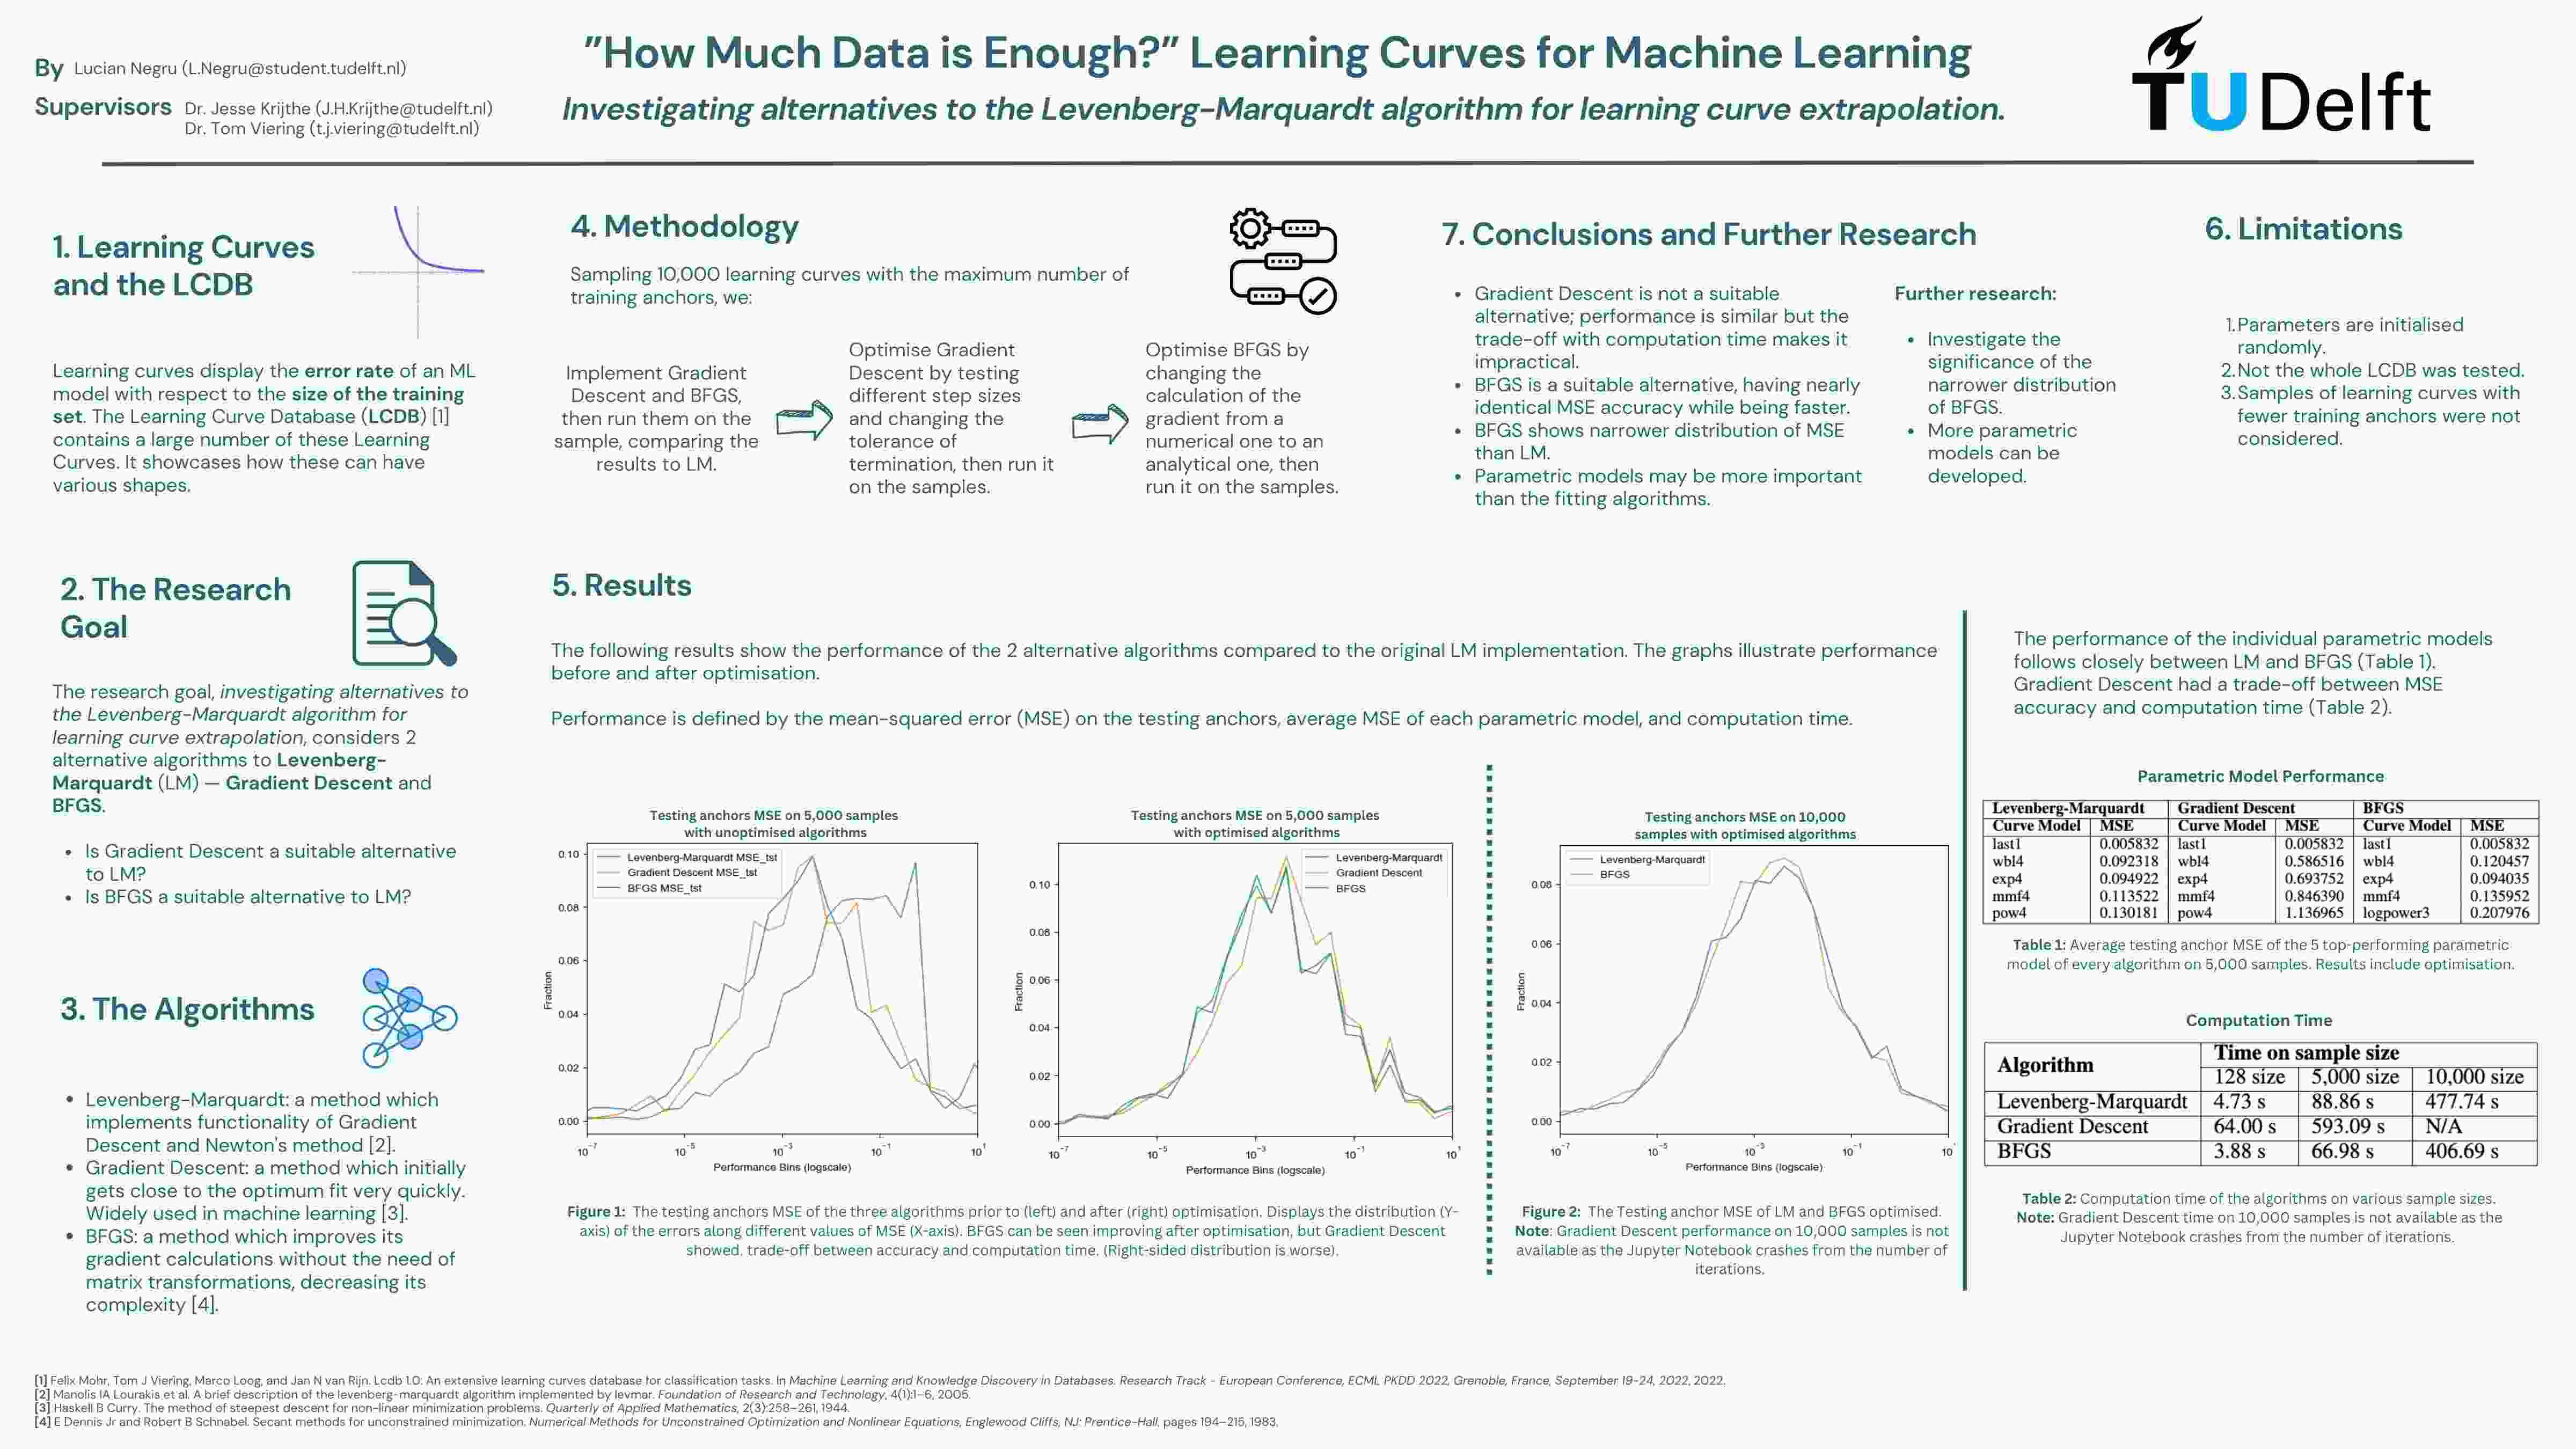 By Lucian Negru (L.Negru@student.tudelft.nl)
Supervisors Dr. Jesse Krijthe (J.H.Krijthe@tudelft.nl)
Dr. Tom Viering (t.j.viering@tudelft.nl)
"How Much Data is Enough?" Learning Curves for Machine Learning
Investigating alternatives to the Levenberg-Marquardt algorithm for learning curve extrapolation.
TU Delft
1. Learning Curves
and the LCDB
Learning curves display the error rate of an ML
model with respect to the size of the training
set. The Learning Curve Database (LCDB) [1]
contains a large number of these Learning
Curves. It showcases how these can have
various shapes.
2. The Research
Goal
The research goal, investigating alternatives to
the Levenberg-Marquardt algorithm for
learning curve extrapolation, considers 2
alternative algorithms to Levenberg-
Marquardt (LM) — Gradient Descent and
BFGS.
• Is Gradient Descent a suitable alternative
to LM?
• Is BFGS a suitable alternative to LM?
3. The Algorithms
• Levenberg-Marquardt: a method which
implements functionality of Gradient
Descent and Newton's method [2].
• Gradient Descent: a method which initially
gets close to the optimum fit very quickly.
Widely used in machine learning [3].
• BFGS: a method which improves its
gradient calculations without the need of
matrix transformations, decreasing its
complexity [4].
4. Methodology
Sampling 10,000 learning curves with the maximum number of
training anchors, we:
Implement Gradient
Descent and BFGS,
then run them on the
sample, comparing the
results to LM.
Optimise Gradient
Descent by testing
different step sizes
and changing the
tolerance of
termination, then run it
on the samples.
Optimise BFGS by
changing the
calculation of the
gradient from a
numerical one to an
analytical one, then
run it on the samples.
7. Conclusions and Further Research
• Gradient Descent is not a suitable
alternative; performance is similar but the
trade-off with computation time makes it
impractical.
• BFGS is a suitable alternative, having nearly
identical MSE accuracy while being faster.
• BFGS shows narrower distribution of MSE
than LM.
• Parametric models may be more important
than the fitting algorithms.
Further research:
• Investigate the
significance of the
narrower distribution
of BFGS.
• More parametric
models can be
developed.
6. Limitations
1. Parameters are initialised
randomly.
2. Not the whole LCDB was tested.
3. Samples of learning curves with
fewer training anchors were not
considered.
5. Results
The following results show the performance of the 2 alternative algorithms compared to the original LM implementation. The graphs illustrate performance
before and after optimisation.
Performance is defined by the mean-squared error (MSE) on the testing anchors, average MSE of each parametric model, and computation time.
Testing anchors MSE on 5,000 samples
with unoptimised algorithms
Levenberg-Marquardt MSE_tst
Gradient Descent MSE_tst
BFGS MSE_tst
0.10
0.08
0.06
0.04
0.02
0.00
Fraction
10^-7 10^-5 10^-3 10^-1 10^1
Performance Bins (logscale)
Testing anchors MSE on 5,000 samples
with optimised algorithms
Levenberg-Marquardt
Gradient Descent
BFGS
0.10
0.08
0.06
0.04
0.02
0.00
Fraction
10^-7 10^-5 10^-3 10^-1 10^1
Performance Bins (logscale)
Figure 1: The testing anchors MSE of the three algorithms prior to (left) and after (right) optimisation. Displays the distribution (Y-
axis) of the errors along different values of MSE (X-axis). BFGS can be seen improving after optimisation, but Gradient Descent
showed. trade-off between accuracy and computation time. (Right-sided distribution is worse).
Testing anchors MSE on 10,000
samples with optimised algorithms
Levenberg-Marquardt
BFGS
0.08
0.06
0.04
0.02
0.00
Fraction
10^-7 10^-5 10^-3 10^-1 10^1
Performance Bins (logscale)
Figure 2: The Testing anchor MSE of LM and BFGS optimised.
Note: Gradient Descent performance on 10,000 samples is not
available as the Jupyter Notebook crashes from the number of
iterations.
The performance of the individual parametric models
follows closely between LM and BFGS (Table 1).
Gradient Descent had a trade-off between MSE
accuracy and computation time (Table 2).
Parametric Model Performance
Levenberg-Marquardt Gradient Descent BFGS
Curve Model MSE Curve Model MSE Curve Model MSE
last1 0.005832 last1 0.005832 last1 0.005832
wbl4 0.092318 wbl4 0.586516 wbl4 0.120457
exp4 0.094922 exp4 0.693752 exp4 0.094035
mmf4 0.113522 mmf4 0.846390 mmf4 0.135952
pow4 0.130181 pow4 1.136965 logpower3 0.207976
Table 1: Average testing anchor MSE of the 5 top-performing parametric
model of every algorithm on 5,000 samples. Results include optimisation.
Computation Time
Algorithm Time on sample size
128 size 5,000 size 10,000 size
Levenberg-Marquardt 4.73 s 88.86 s 477.74 s
Gradient Descent 64.00 s 593.09 s N/A
BFGS 3.88 s 66.98 s 406.69 s
Table 2: Computation time of the algorithms on various sample sizes.
Note: Gradient Descent time on 10,000 samples is not available as the
Jupyter Notebook crashes from the number of iterations.
[1] Felix Mohr, Tom J Viering, Marco Loog, and Jan N van Rijn. Lcdb 1.0: An extensive learning curves database for classification tasks. In Machine Learning and Knowledge Discovery in Databases. Research Track - European Conference, ECML PKDD 2022, Grenoble, France, September 19-24, 2022, 2022.
[2] Manolis IA Lourakis et al. A brief description of the levenberg-marquardt algorithm implemented by levmar. Foundation of Research and Technology, 4(1):1–6, 2005.
[3] Haskell B Curry. The method of steepest descent for non-linear minimization problems. Quarterly of Applied Mathematics, 2(3):258–261, 1944.
[4] E Dennis Jr and Robert B Schnabel. Secant methods for unconstrained minimization. Numerical Methods for Unconstrained Optimization and Nonlinear Equations, Englewood Cliffs, NJ: Prentice-Hall, pages 194–215, 1983.